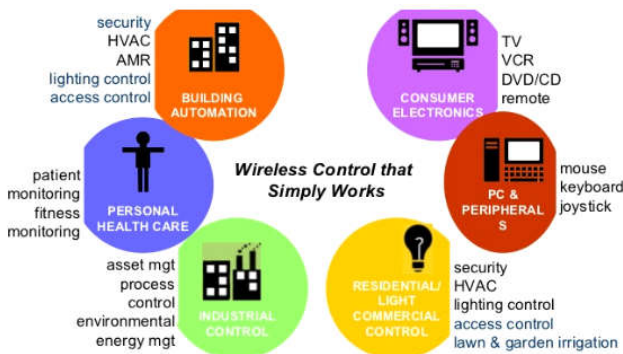 security
HVAC
AMR
lighting control
access control
BUILDING
AUTOMATION
TV
VCR
DVD/CD
remote
CONSUMER
ELECTRONICS
patient
monitoring
fitness
monitoring
PERSONAL
HEALTH CARE
Wireless Control that
Simply Works
mouse
keyboard
joystick
PC &
PERIPHERAL
S
asset mgt
process
control
environmental
energy mgt
INDUSTRIAL
CONTROL
security
HVAC
lighting control
access control
lawn & garden irrigation
RESIDENTIAL/
LIGHT
COMMERCIAL
CONTROL
?